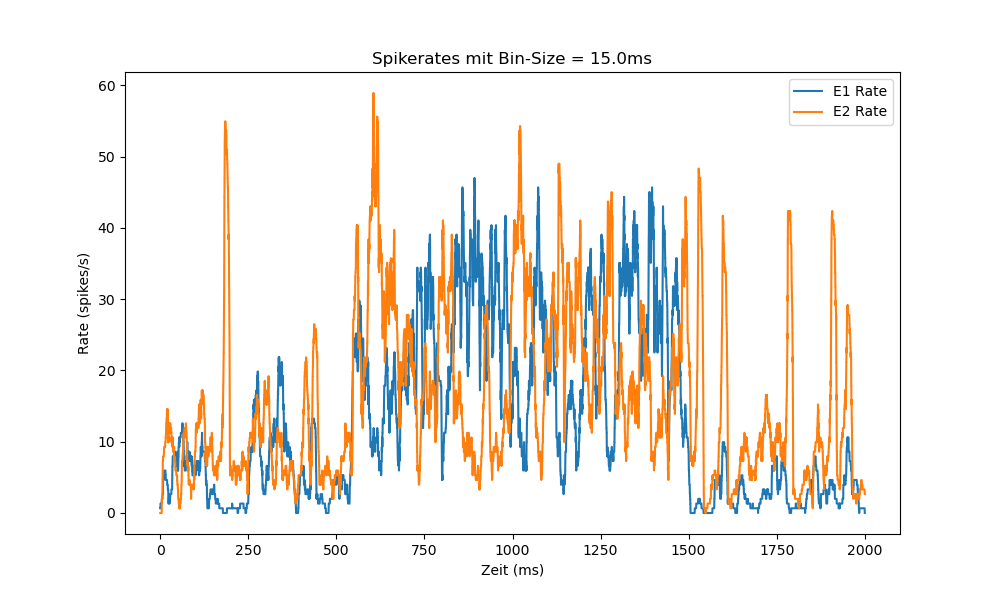 Spikerates mit Bin-Size = 15.0ms
E1 Rate
E2 Rate
60
50
40
30
20
10
0
Rate (spikes/s)
0 250 500 750 1000 1250 1500 1750 2000
Zeit (ms)